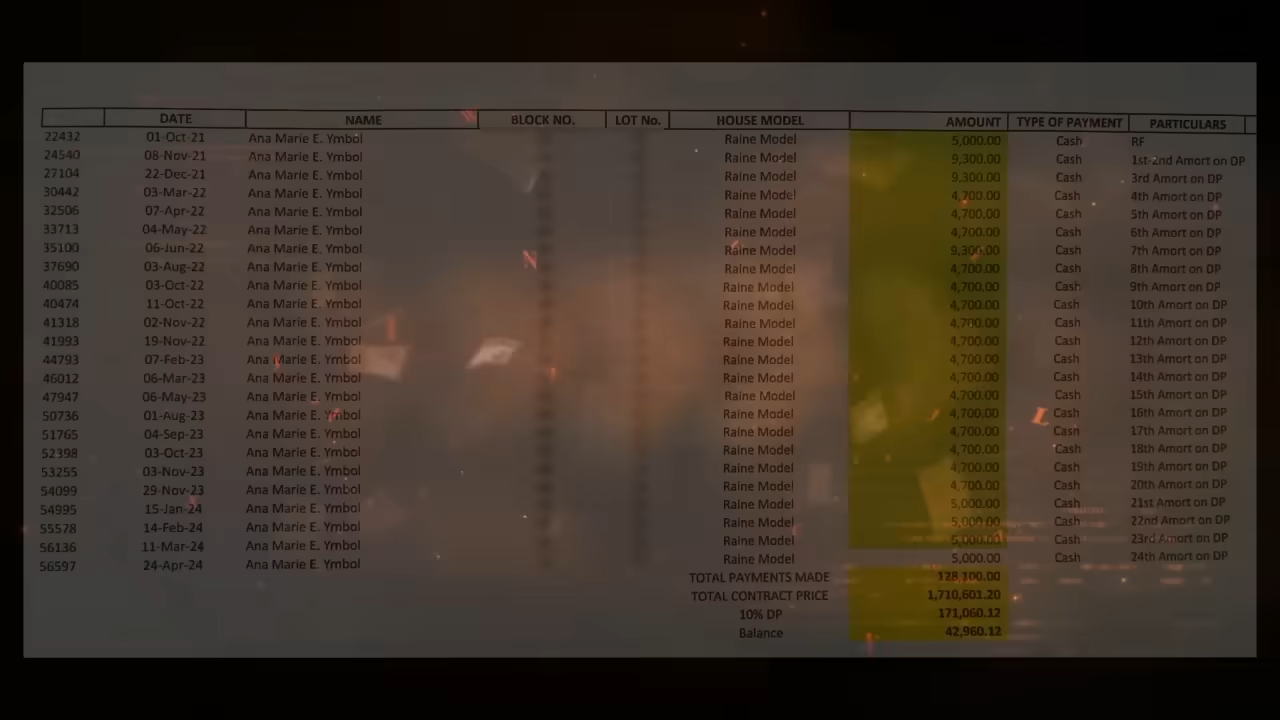 DATE NAME BLOCK NO. LOT No. HOUSE MODEL AMOUNT TYPE OF PAYMENT PARTICULARS
22432 01-Oct-21 Ana Marie E. Ymbol Raine Model 5,000.00 Cash RF
24540 08-Nov-21 Ana Marie E. Ymbol Raine Model 9,300.00 Cash 1st-2nd Amort on DP
27104 22-Dec-21 Ana Marie E. Ymbol Raine Model 9,300.00 Cash 3rd Amort on DP
30442 03-Mar-22 Ana Marie E. Ymbol Raine Model 4,700.00 Cash 4th Amort on DP
32506 07-Apr-22 Ana Marie E. Ymbol Raine Model 4,700.00 Cash 5th Amort on DP
33713 04-May-22 Ana Marie E. Ymbol Raine Model 4,700.00 Cash 6th Amort on DP
35100 06-Jun-22 Ana Marie E. Ymbol Raine Model 9,300.00 Cash 7th Amort on DP
37690 03-Aug-22 Ana Marie E. Ymbol Raine Model 4,700.00 Cash 8th Amort on DP
40085 03-Oct-22 Ana Marie E. Ymbol Raine Model 4,700.00 Cash 9th Amort on DP
40474 11-Oct-22 Ana Marie E. Ymbol Raine Model 4,700.00 Cash 10th Amort on DP
41318 02-Nov-22 Ana Marie E. Ymbol Raine Model 4,700.00 Cash 11th Amort on DP
41993 19-Nov-22 Ana Marie E. Ymbol Raine Model 4,700.00 Cash 12th Amort on DP
44793 07-Feb-23 Ana Marie E. Ymbol Raine Model 4,700.00 Cash 13th Amort on DP
46012 06-Mar-23 Ana Marie E. Ymbol Raine Model 4,700.00 Cash 14th Amort on DP
47947 06-May-23 Ana Marie E. Ymbol Raine Model 4,700.00 Cash 15th Amort on DP
50736 01-Aug-23 Ana Marie E. Ymbol Raine Model 4,700.00 Cash 16th Amort on DP
51765 04-Sep-23 Ana Marie E. Ymbol Raine Model 4,700.00 Cash 17th Amort on DP
52398 03-Oct-23 Ana Marie E. Ymbol Raine Model 4,700.00 Cash 18th Amort on DP
53255 03-Nov-23 Ana Marie E. Ymbol Raine Model 4,700.00 Cash 19th Amort on DP
54099 29-Nov-23 Ana Marie E. Ymbol Raine Model 4,700.00 Cash 20th Amort on DP
54995 15-Jan-24 Ana Marie E. Ymbol Raine Model 5,000.00 Cash 21st Amort on DP
55578 14-Feb-24 Ana Marie E. Ymbol Raine Model 5,000.00 Cash 22nd Amort on DP
56136 11-Mar-24 Ana Marie E. Ymbol Raine Model 5,000.00 Cash 23rd Amort on DP
56597 24-Apr-24 Ana Marie E. Ymbol Raine Model 5,000.00 Cash 24th Amort on DP
TOTAL PAYMENTS MADE 128,100.00
TOTAL CONTRACT PRICE 1,710,601.20
10% DP 171,060.12
Balance 42,960.12